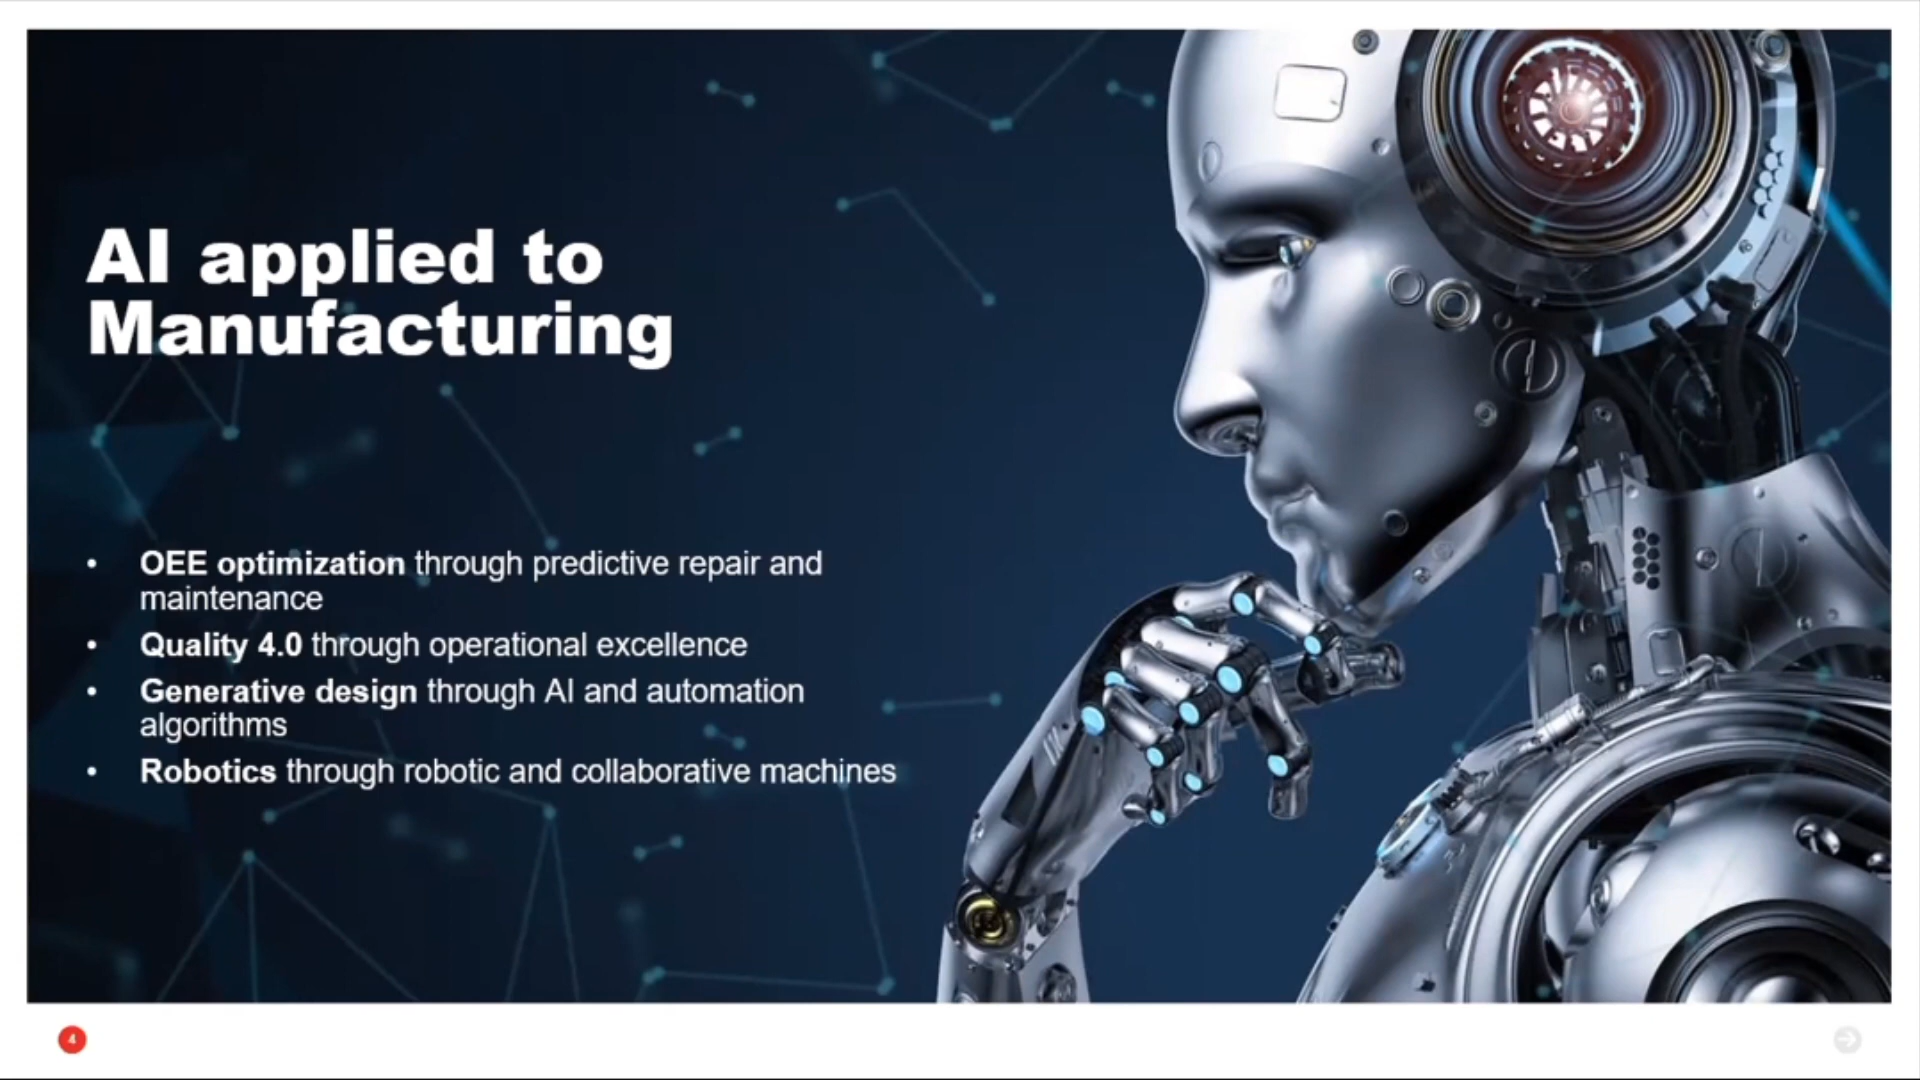 AI applied to
Manufacturing
• OEE optimization through predictive repair and
maintenance
• Quality 4.0 through operational excellence
• Generative design through AI and automation
algorithms
• Robotics through robotic and collaborative machines
4